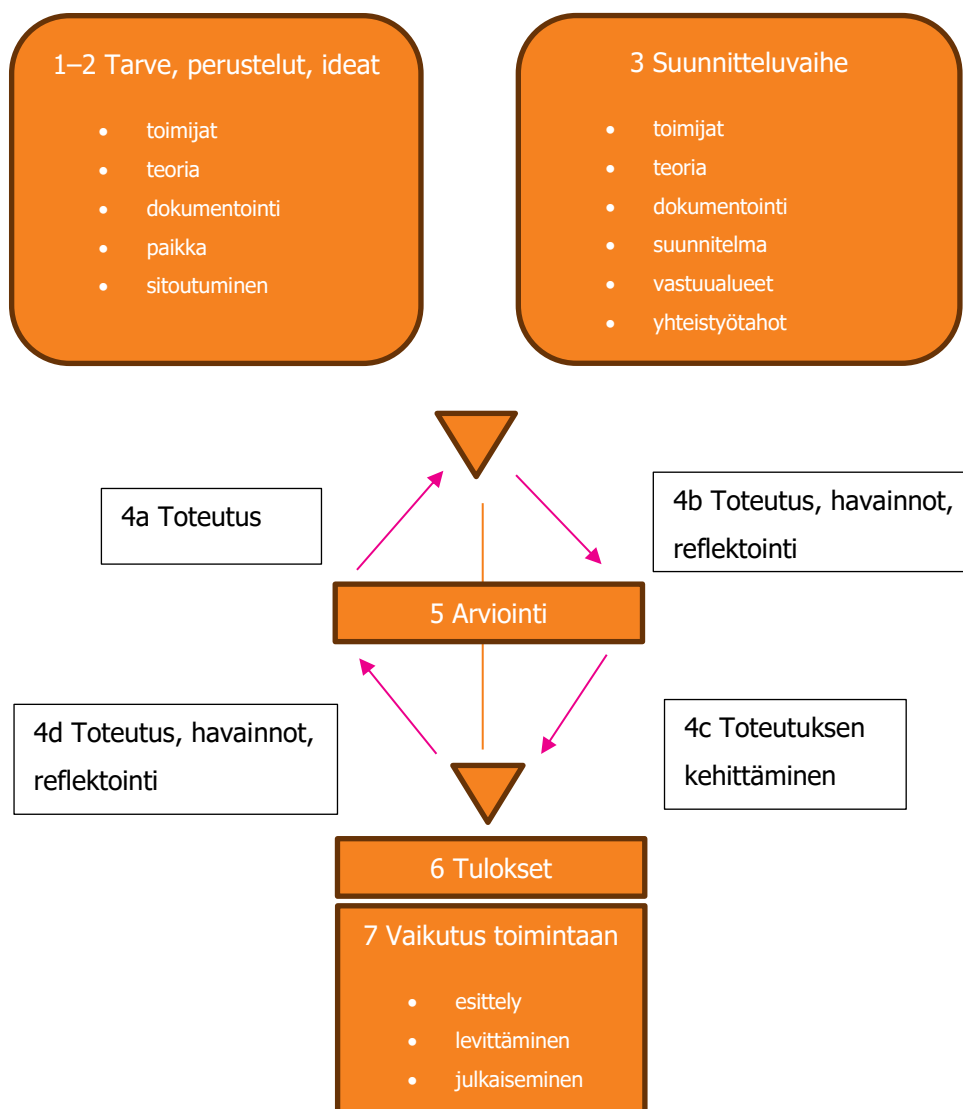 1–2 Tarve, perustelut, ideat
• toimijat
• teoria
• dokumentointi
• paikka
• sitoutuminen
3 Suunnitteluvaihe
• toimijat
• teoria
• dokumentointi
• suunnitelma
• vastuualueet
• yhteistyötahot
4a Toteutus
4b Toteutus, havainnot,
reflektointi
5 Arviointi
4d Toteutus, havainnot,
reflektointi
4c Toteutuksen
kehittäminen
6 Tulokset
7 Vaikutus toimintaan
• esittely
• levittäminen
• julkaiseminen